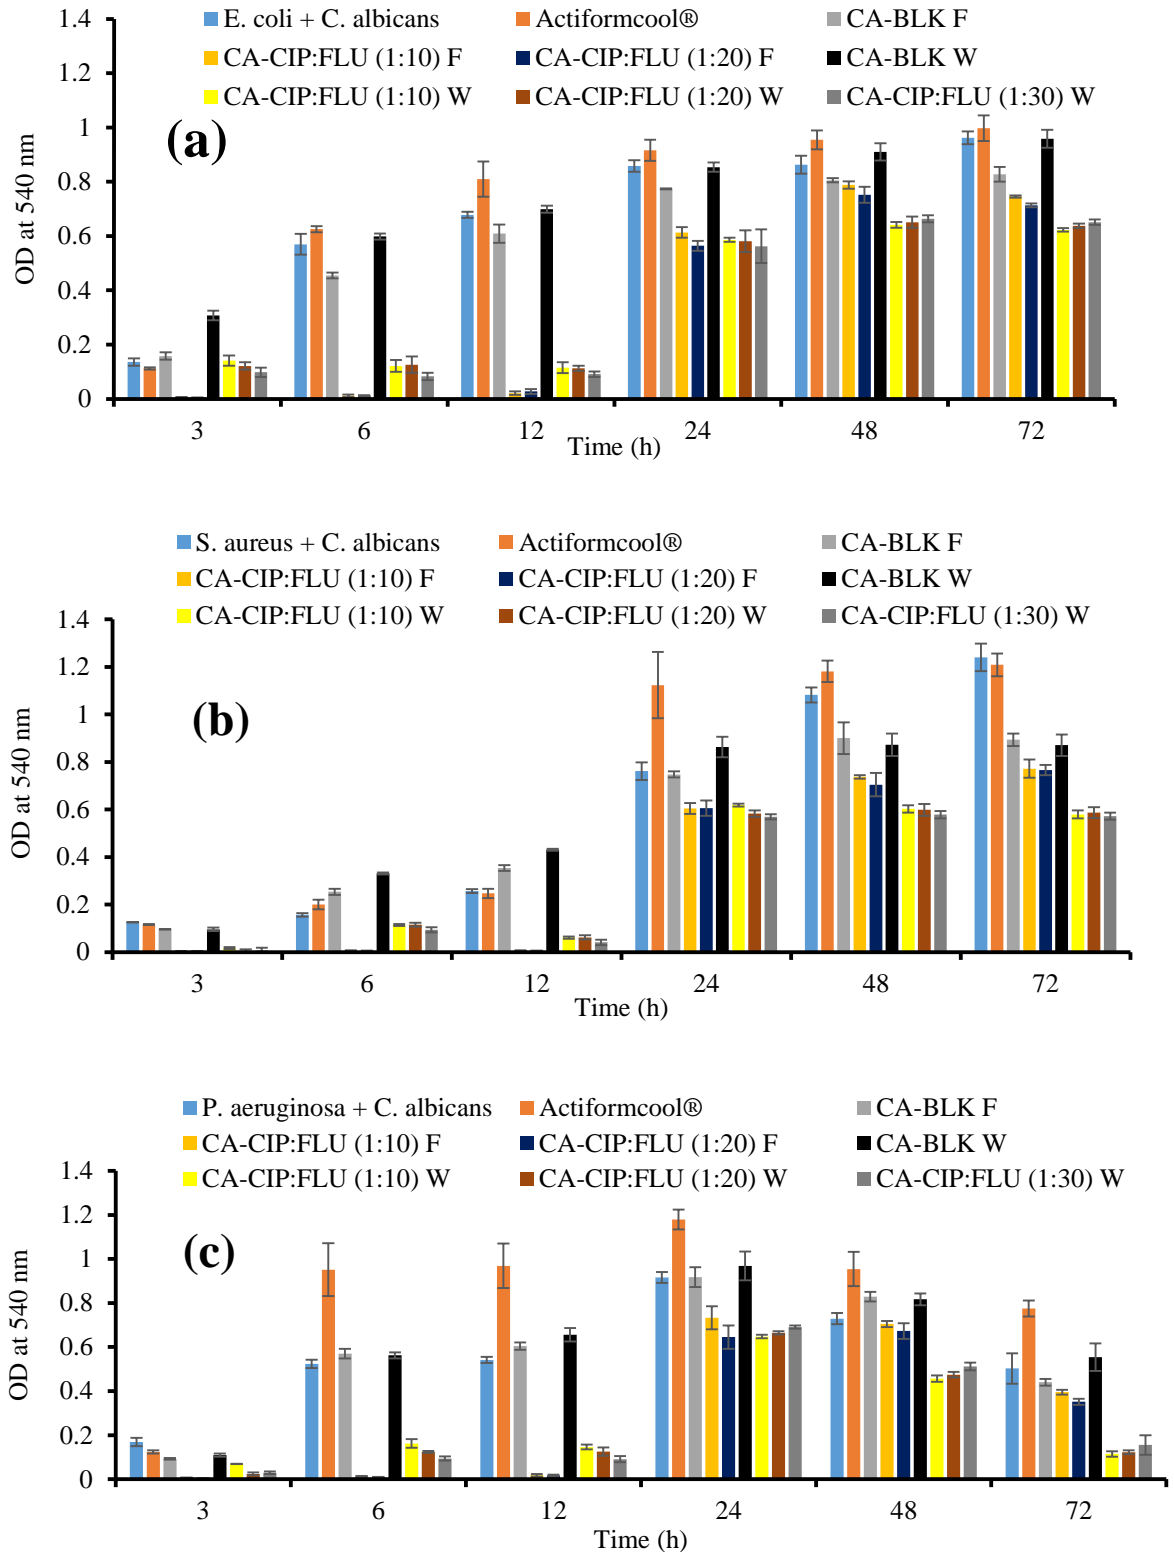 1.4
E. coli + C. albicans Actiformcool® CA-BLK F
1.2
CA-CIP:FLU (1:10) F CA-CIP:FLU (1:20) F CA-BLK W
CA-CIP:FLU (1:10) W CA-CIP:FLU (1:20) W CA-CIP:FLU (1:30) W
1
(a)
0.8
0.6
0.4
0.2
0
OD at 540 nm
3 6 12 24 48 72
Time (h)
S. aureus + C. albicans Actiformcool® CA-BLK F
CA-CIP:FLU (1:10) F CA-CIP:FLU (1:20) F CA-BLK W
CA-CIP:FLU (1:10) W CA-CIP:FLU (1:20) W CA-CIP:FLU (1:30) W
1.4
1.2
1
(b)
0.8
0.6
0.4
0.2
0
OD at 540 nm
3 6 12 24 48 72
Time (h)
P. aeruginosa + C. albicans Actiformcool® CA-BLK F
CA-CIP:FLU (1:10) F CA-CIP:FLU (1:20) F CA-BLK W
CA-CIP:FLU (1:10) W CA-CIP:FLU (1:20) W CA-CIP:FLU (1:30) W
1.4
1.2
(c)
1
0.8
0.6
0.4
0.2
0
OD at 540 nm
3 6 12 24 48 72
Time (h)